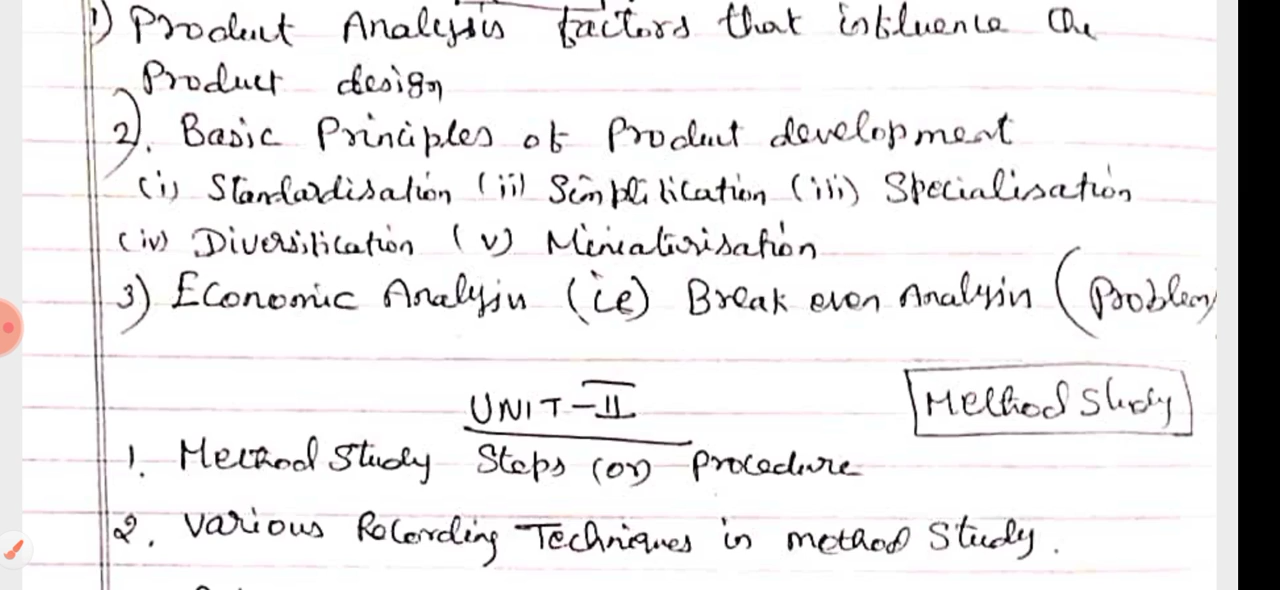 1) Product Analysis factors that influence the
Product design
2). Basic Principles of Product development
(i) Standardisation (ii) Simplification (iii) Specialisation
(iv) Diversification (v) Miniaturisation
3) Economic Analysis (ie) Break even Analysis (Problem)
UNIT-II
Method Study
1. Method Study Steps (or) Procedure
2. Various Recording Techniques in method Study.